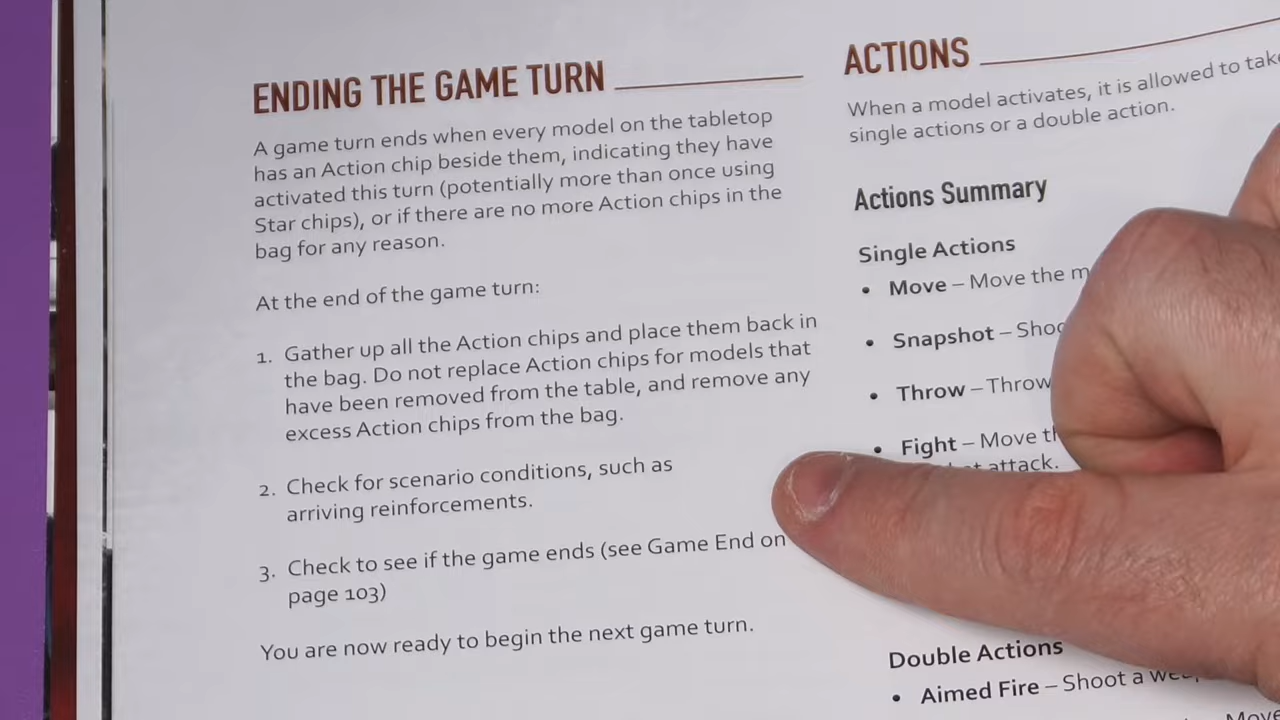 ENDING THE GAME TURN
A game turn ends when every model on the tabletop
has an Action chip beside them, indicating they have
activated this turn (potentially more than once using
Star chips), or if there are no more Action chips in the
bag for any reason.
At the end of the game turn:
1. Gather up all the Action chips and place them back in
the bag. Do not replace Action chips for models that
have been removed from the table, and remove any
excess Action chips from the bag.
2. Check for scenario conditions, such as
arriving reinforcements.
3. Check to see if the game ends (see Game End on
page 103)
You are now ready to begin the next game turn.
ACTIONS
When a model activates, it is allowed to take
single actions or a double action.
Actions Summary
Single Actions
• Move – Move the
• Snapshot –
• Throw – Throw
• Fight – Move
attack.
Double Actions
• Aimed Fire – Shoot a
Move